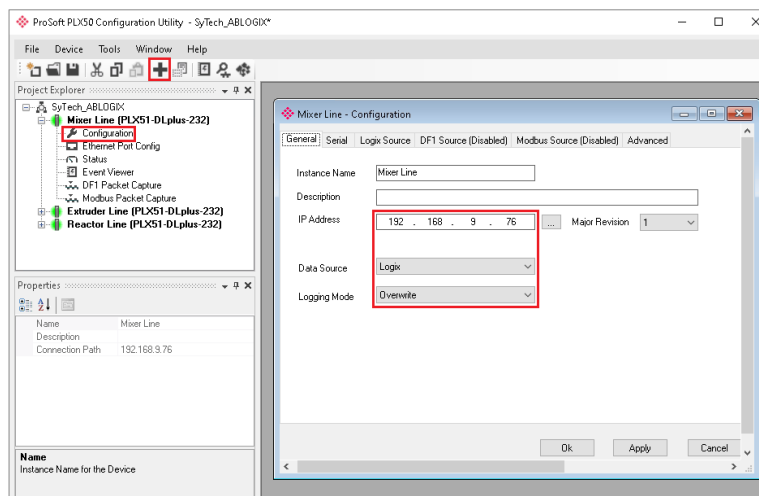 ProSoft PLX50 Configuration Utility - SyTech_ABLOGIX*
File Device Tools Window Help
Project Explorer
SyTech_ABLOGIX
Mixer Line (PLX51-DLplus-232)
Configuration
Ethernet Port Config
Status
Event Viewer
DF1 Packet Capture
Modbus Packet Capture
Extruder Line (PLX51-DLplus-232)
Reactor Line (PLX51-DLplus-232)
Properties
Name Mixer Line
Description
Connection Path 192.168.9.76
Name
Instance Name for the Device
Mixer Line - Configuration
General Serial Logix Source DF1 Source (Disabled) Modbus Source (Disabled) Advanced
Instance Name Mixer Line
Description
IP Address 192 . 168 . 9 . 76 ... Major Revision 1
Data Source Logix
Logging Mode Overwrite
Ok Apply Cancel